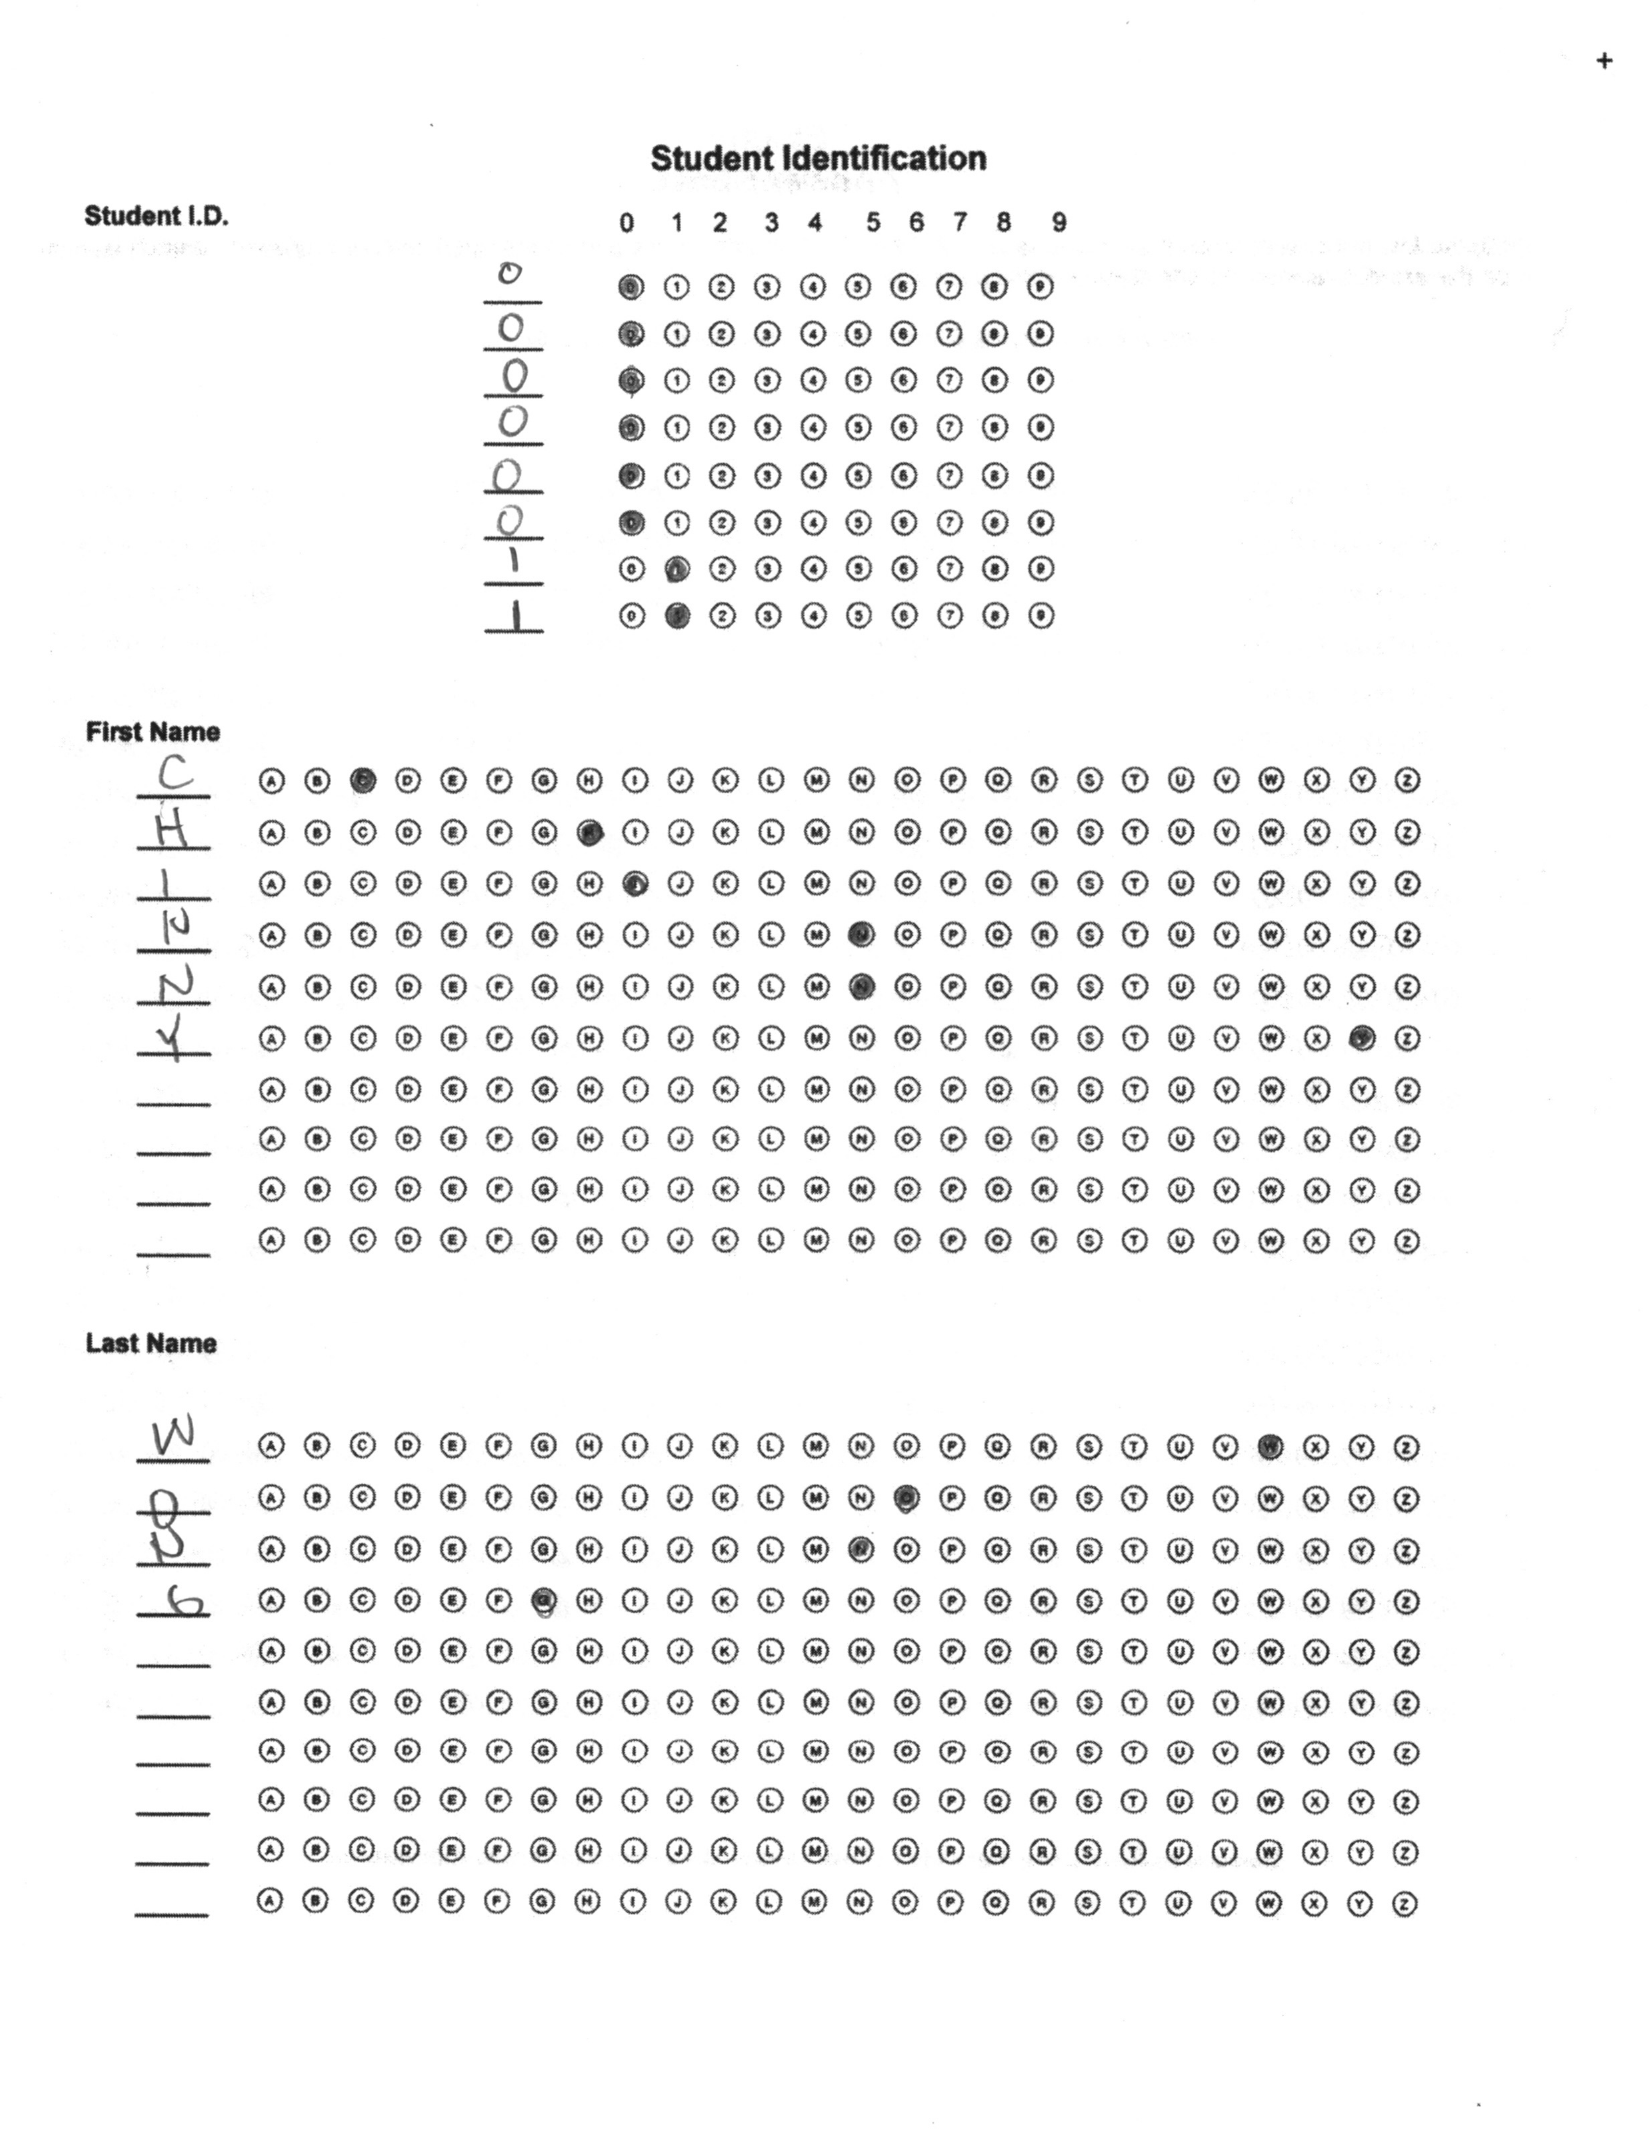 +
Student Identification
Student I.D. 0 1 2 3 4 5 6 7 8 9
0 0 1 2 3 4 5 6 7 8 9
0 0 1 2 3 4 5 6 7 8 9
0 0 1 2 3 4 5 6 7 8 9
0 0 1 2 3 4 5 6 7 8 9
0 0 1 2 3 4 5 6 7 8 9
0 0 1 2 3 4 5 6 7 8 9
1 0 1 2 3 4 5 6 7 8 9
1 0 1 2 3 4 5 6 7 8 9
First Name
C A B C D E F G H I J K L M N O P Q R S T U V W X Y Z
H A B C D E F G H I J K L M N O P Q R S T U V W X Y Z
I A B C D E F G H I J K L M N O P Q R S T U V W X Y Z
N A B C D E F G H I J K L M N O P Q R S T U V W X Y Z
N A B C D E F G H I J K L M N O P Q R S T U V W X Y Z
Y A B C D E F G H I J K L M N O P Q R S T U V W X Y Z
A B C D E F G H I J K L M N O P Q R S T U V W X Y Z
A B C D E F G H I J K L M N O P Q R S T U V W X Y Z
A B C D E F G H I J K L M N O P Q R S T U V W X Y Z
A B C D E F G H I J K L M N O P Q R S T U V W X Y Z
Last Name
W A B C D E F G H I J K L M N O P Q R S T U V W X Y Z
O A B C D E F G H I J K L M N O P Q R S T U V W X Y Z
N A B C D E F G H I J K L M N O P Q R S T U V W X Y Z
G A B C D E F G H I J K L M N O P Q R S T U V W X Y Z
A B C D E F G H I J K L M N O P Q R S T U V W X Y Z
A B C D E F G H I J K L M N O P Q R S T U V W X Y Z
A B C D E F G H I J K L M N O P Q R S T U V W X Y Z
A B C D E F G H I J K L M N O P Q R S T U V W X Y Z
A B C D E F G H I J K L M N O P Q R S T U V W X Y Z
A B C D E F G H I J K L M N O P Q R S T U V W X Y Z